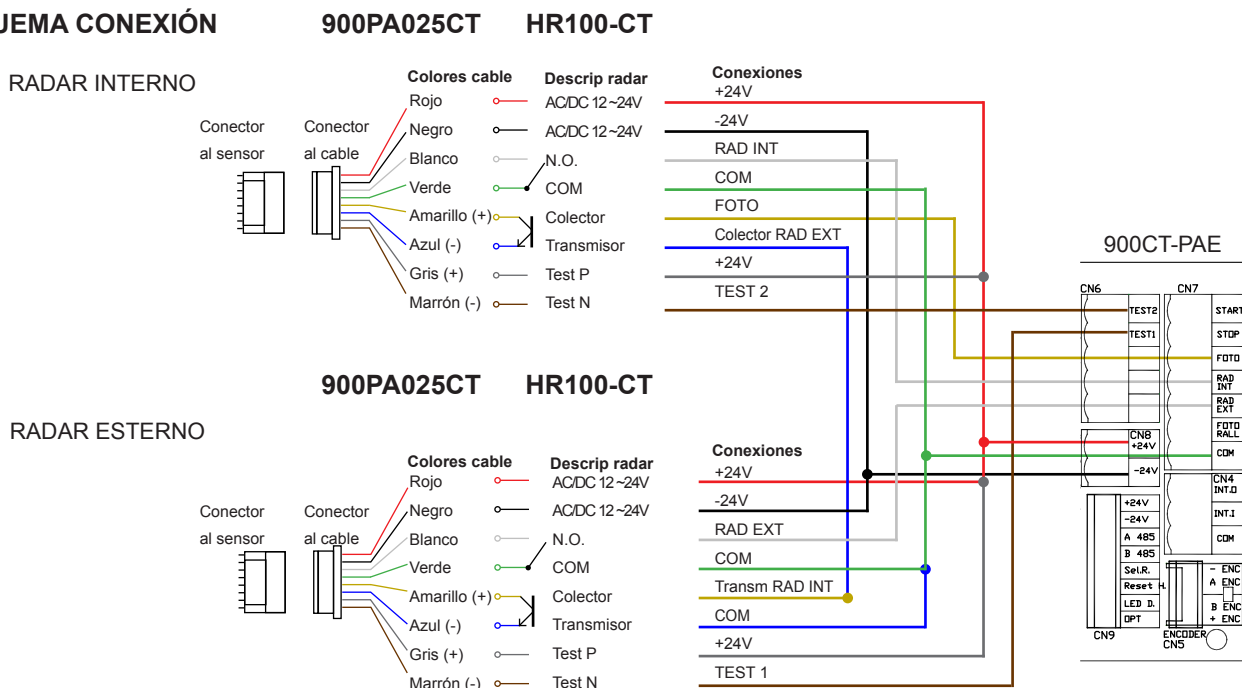 UEMA CONEXIÓN 900PA025CT HR100-CT
RADAR INTERNO
Conector al sensor
Conector al cable
Colores cable Descrip radar Conexiones
Rojo AC/DC 12 ~24V +24V
Negro AC/DC 12 ~24V -24V
Blanco N.O. RAD INT
Verde COM COM
Amarillo (+) Colector FOTO
Azul (-) Transmisor Colector RAD EXT
Gris (+) Test P +24V
Marrón (-) Test N TEST 2
900PA025CT HR100-CT
RADAR ESTERNO
Conector al sensor
Conector al cable
Colores cable Descrip radar Conexiones
Rojo AC/DC 12 ~24V +24V
Negro AC/DC 12 ~24V -24V
Blanco N.O. RAD EXT
Verde COM COM
Amarillo (+) Colector Transm RAD INT
Azul (-) Transmisor COM
Gris (+) Test P +24V
Marrón (-) Test N TEST 1
900CT-PAE
CN6
TEST2
TEST1
CN7
START
STOP
FOTO
RAD INT
RAD EXT
FOTO RALL
COM
CN8
+24V
-24V
CN4
INT.O
INT.I
COM
+24V
-24V
A 485
B 485
Sel.R.
Reset H.
LED D.
OPT
CN9
- ENC
A ENC
B ENC
+ ENC
ENCODER
CN5